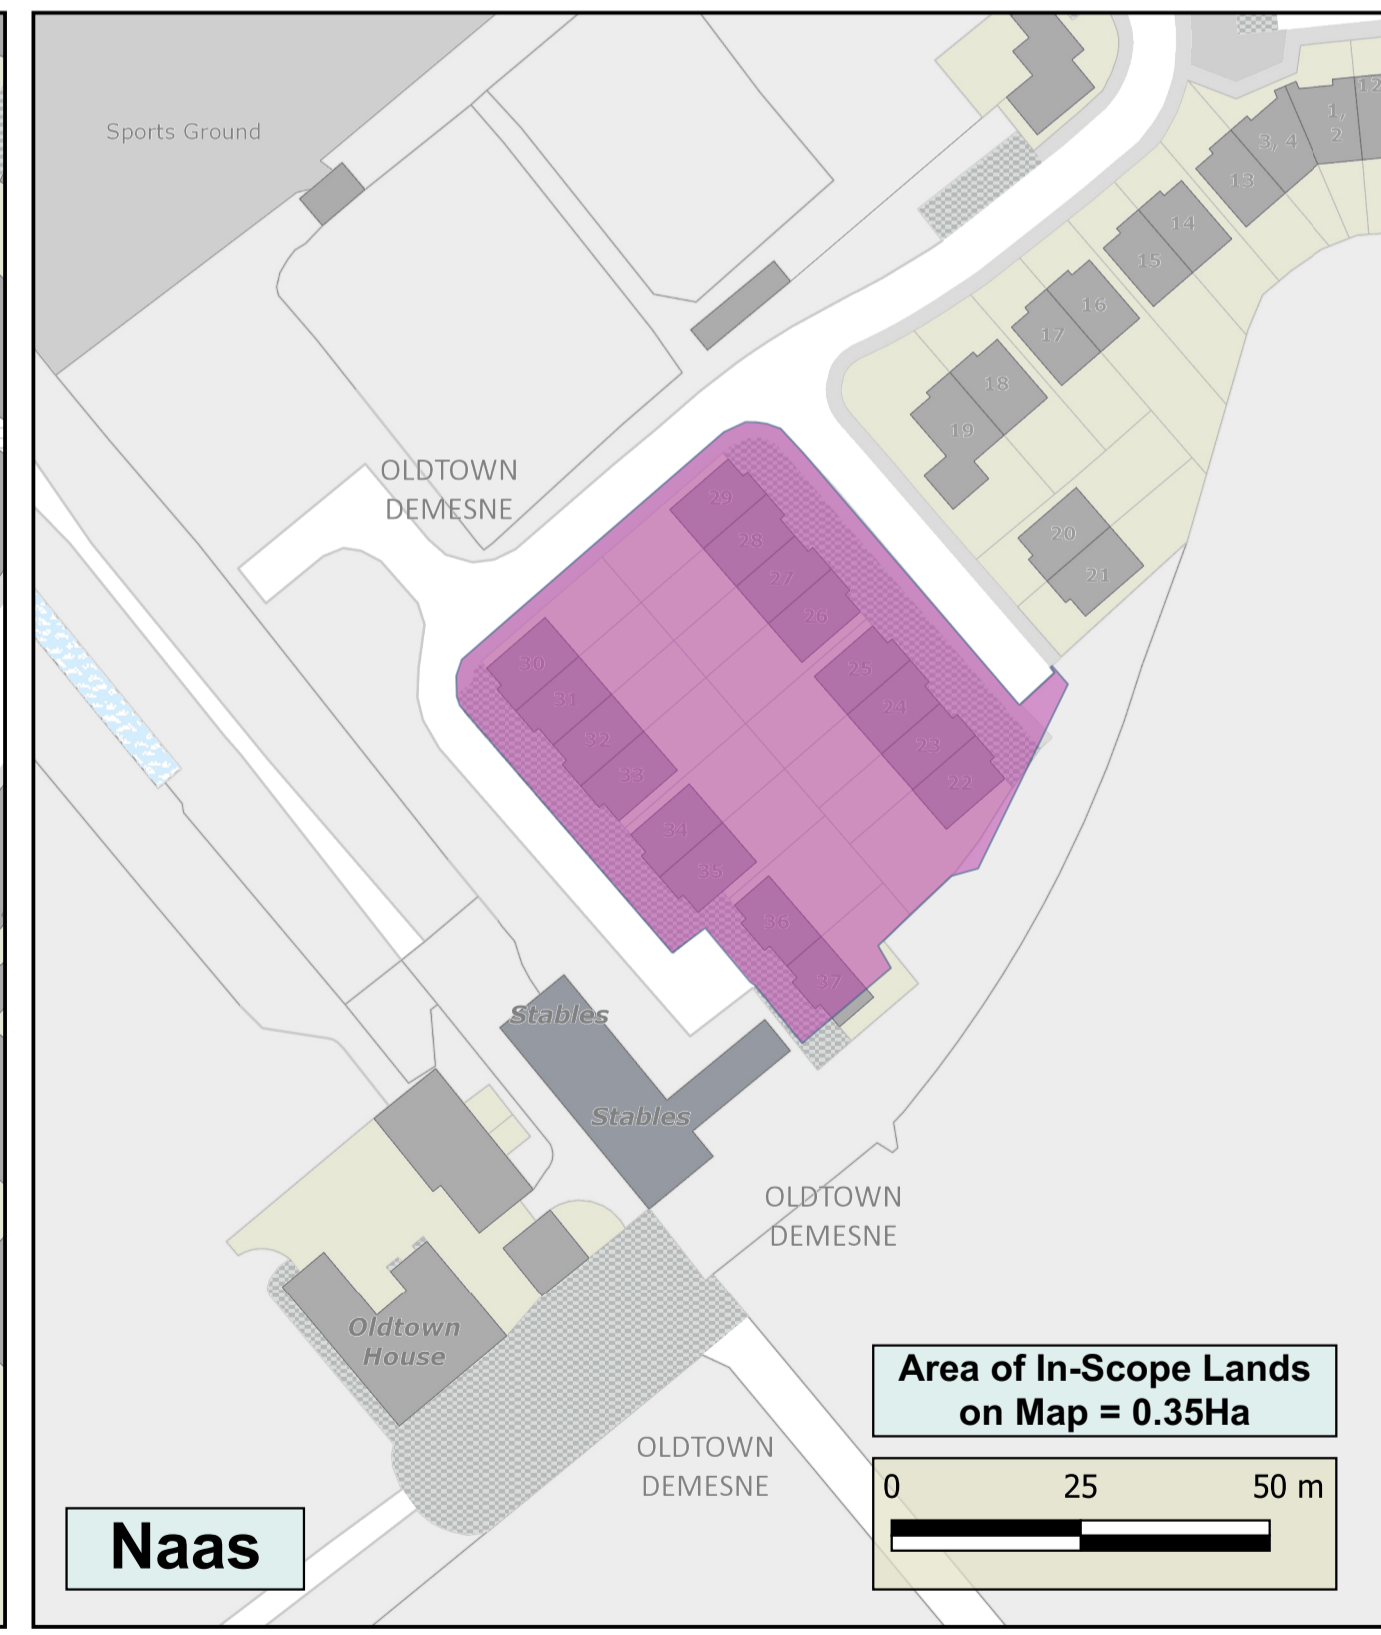 Sports Ground
12
1,
2
3, 4
13
14
15
16
17
18
19
20
21
OLDTOWN
DEMESNE
29
28
27
26
25
24
23
22
30
31
32
33
34
35
36
37
Stables
Stables
OLDTOWN
DEMESNE
Oldtown
House
OLDTOWN
DEMESNE
Area of In-Scope Lands
on Map = 0.35Ha
0 25 50 m
Naas